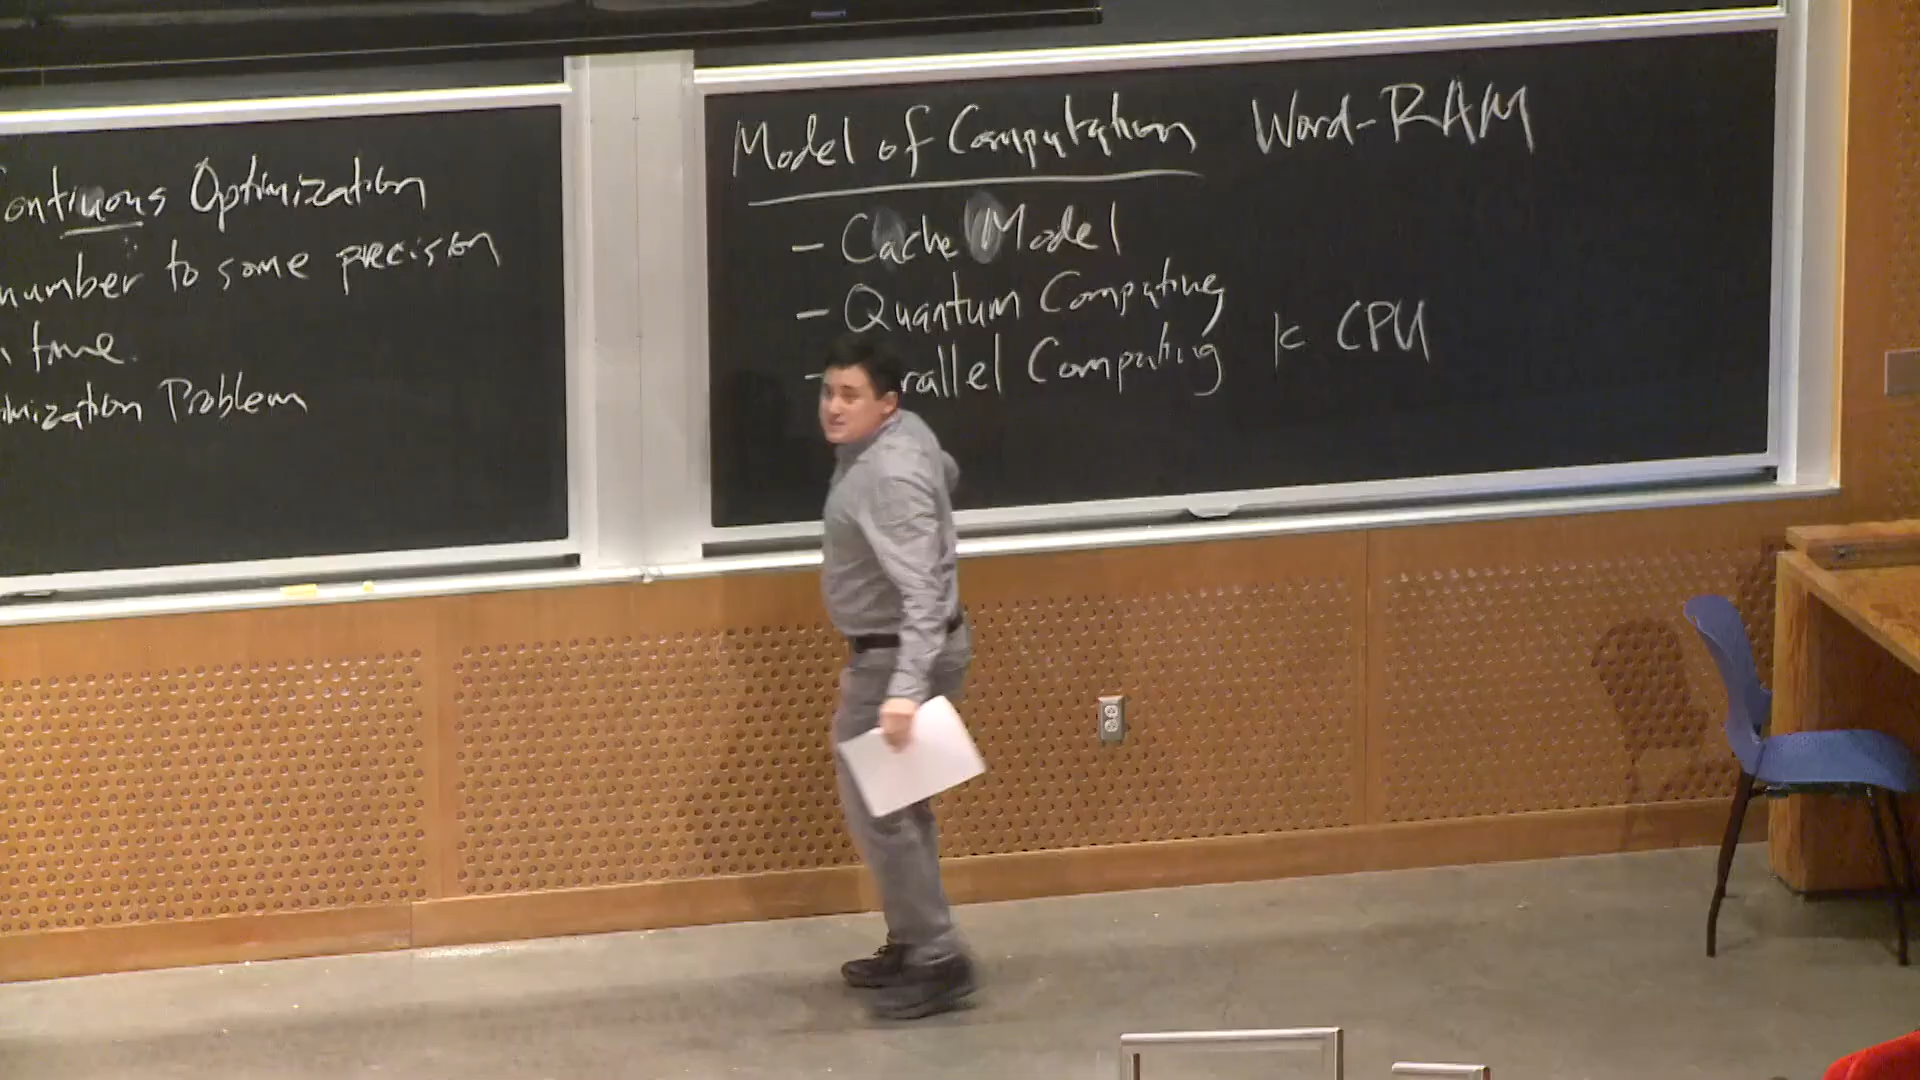 ontinuous Optimization
number to some precision
time.
imization Problem
Model of Computation Word-RAM
- Cache Model
- Quantum Computing
- rallel Computing k CPU